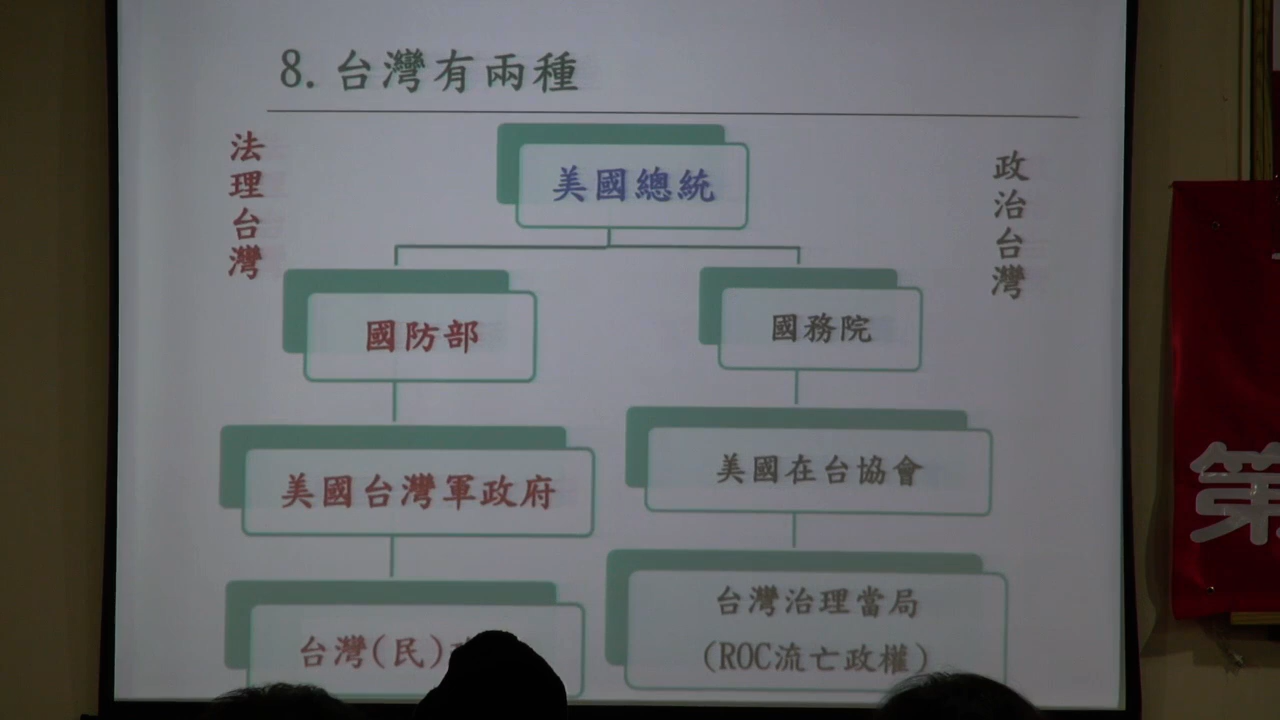 8. 台灣有兩種
法理台灣
政治台灣
美國總統
國防部
國務院
美國台灣軍政府
美國在台協會
台灣(民)
台灣治理當局
(ROC流亡政權)
第